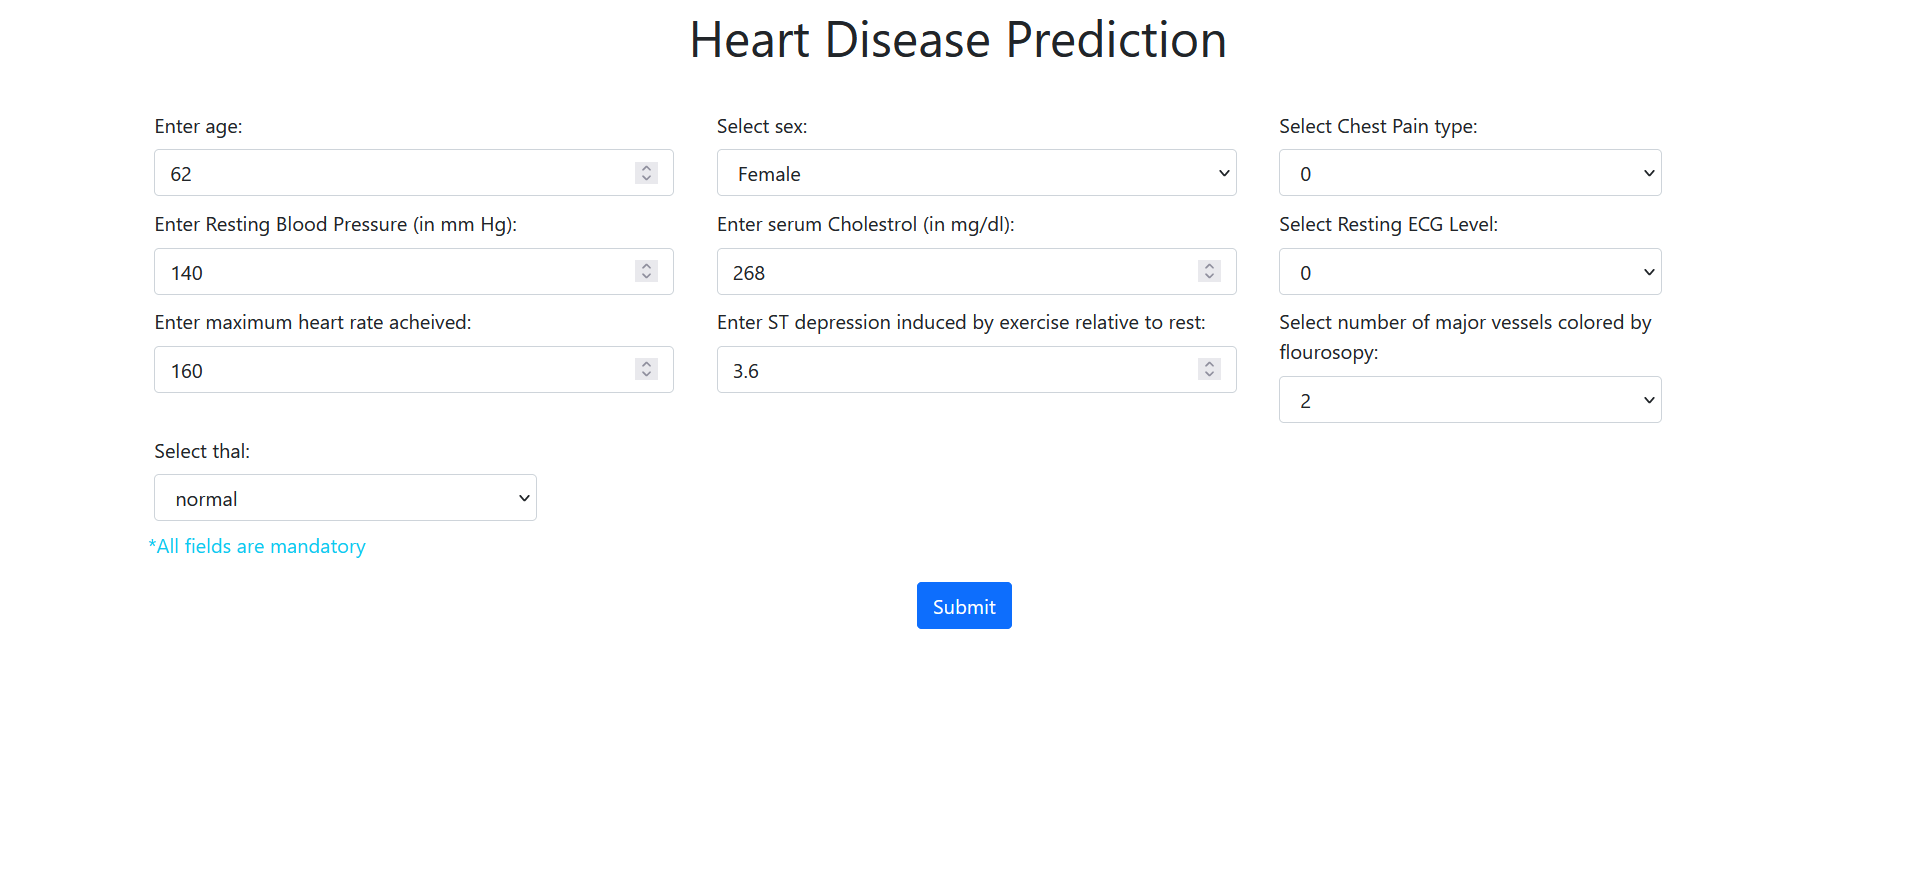 Heart Disease Prediction
Enter age:
Select sex:
Select Chest Pain type:
62
Female
0
Enter Resting Blood Pressure (in mm Hg):
Enter serum Cholestrol (in mg/dl):
Select Resting ECG Level:
140
268
0
Enter maximum heart rate acheived:
Enter ST depression induced by exercise relative to rest:
Select number of major vessels colored by
flourosopy:
160
3.6
2
Select thal:
normal
*All fields are mandatory
Submit